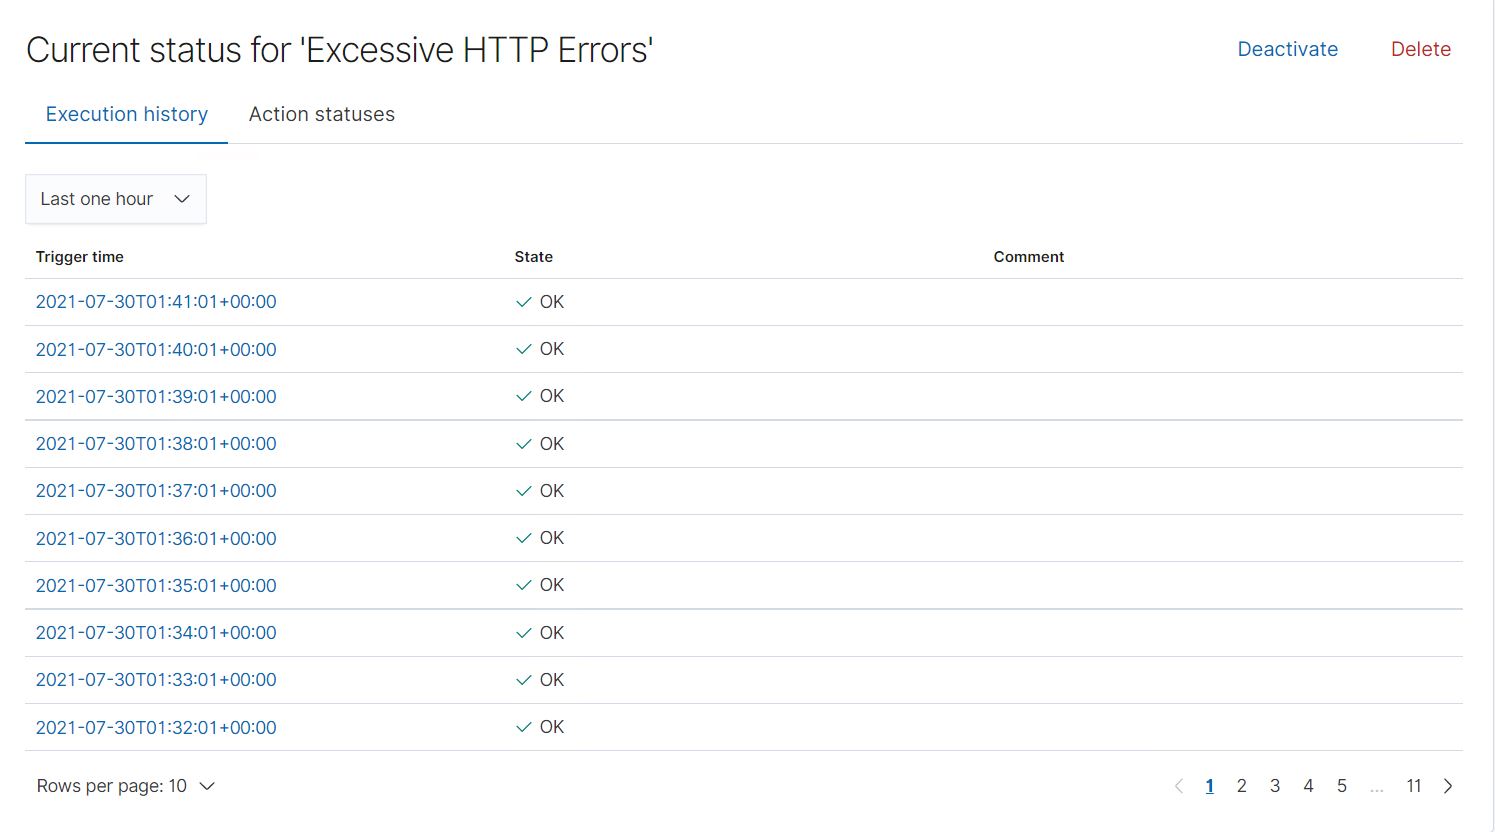 Current status for 'Excessive HTTP Errors'
Deactivate
Delete
Execution history
Action statuses
Last one hour
Trigger time State Comment
2021-07-30T01:41:01+00:00 OK
2021-07-30T01:40:01+00:00 OK
2021-07-30T01:39:01+00:00 OK
2021-07-30T01:38:01+00:00 OK
2021-07-30T01:37:01+00:00 OK
2021-07-30T01:36:01+00:00 OK
2021-07-30T01:35:01+00:00 OK
2021-07-30T01:34:01+00:00 OK
2021-07-30T01:33:01+00:00 OK
2021-07-30T01:32:01+00:00 OK
Rows per page: 10
1 2 3 4 5 ... 11